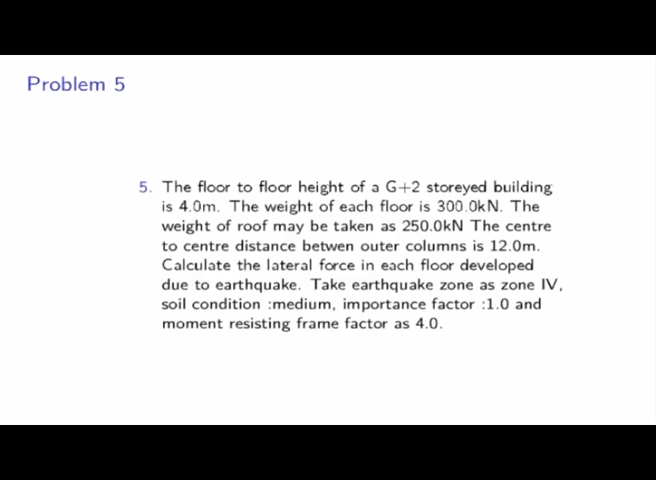 Problem 5
5. The floor to floor height of a G+2 storeyed building
is 4.0m. The weight of each floor is 300.0kN. The
weight of roof may be taken as 250.0kN The centre
to centre distance betwen outer columns is 12.0m.
Calculate the lateral force in each floor developed
due to earthquake. Take earthquake zone as zone IV,
soil condition :medium, importance factor :1.0 and
moment resisting frame factor as 4.0.